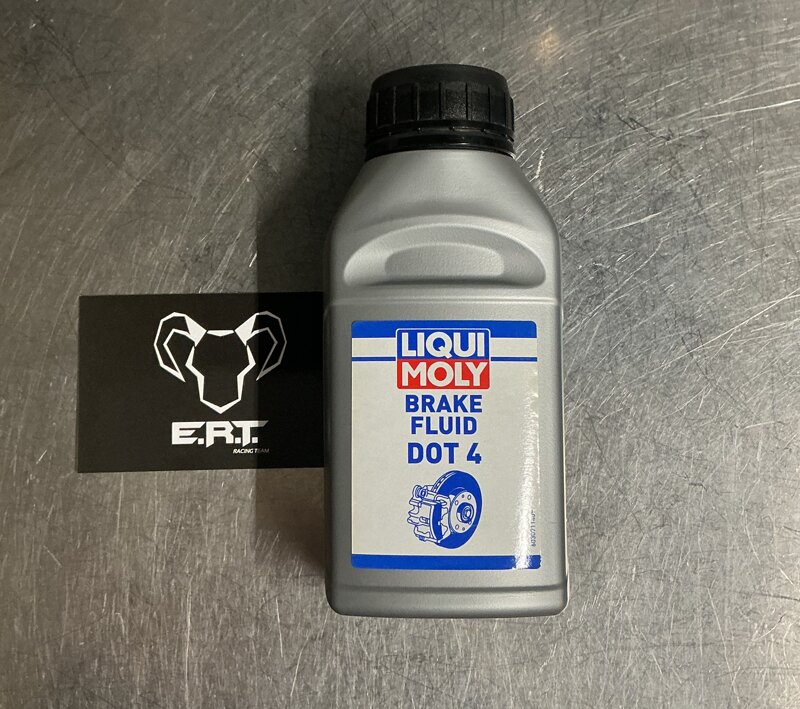 LIQUI
MOLY
BRAKE
FLUID
DOT 4
E.R.T.
RACING TEAM